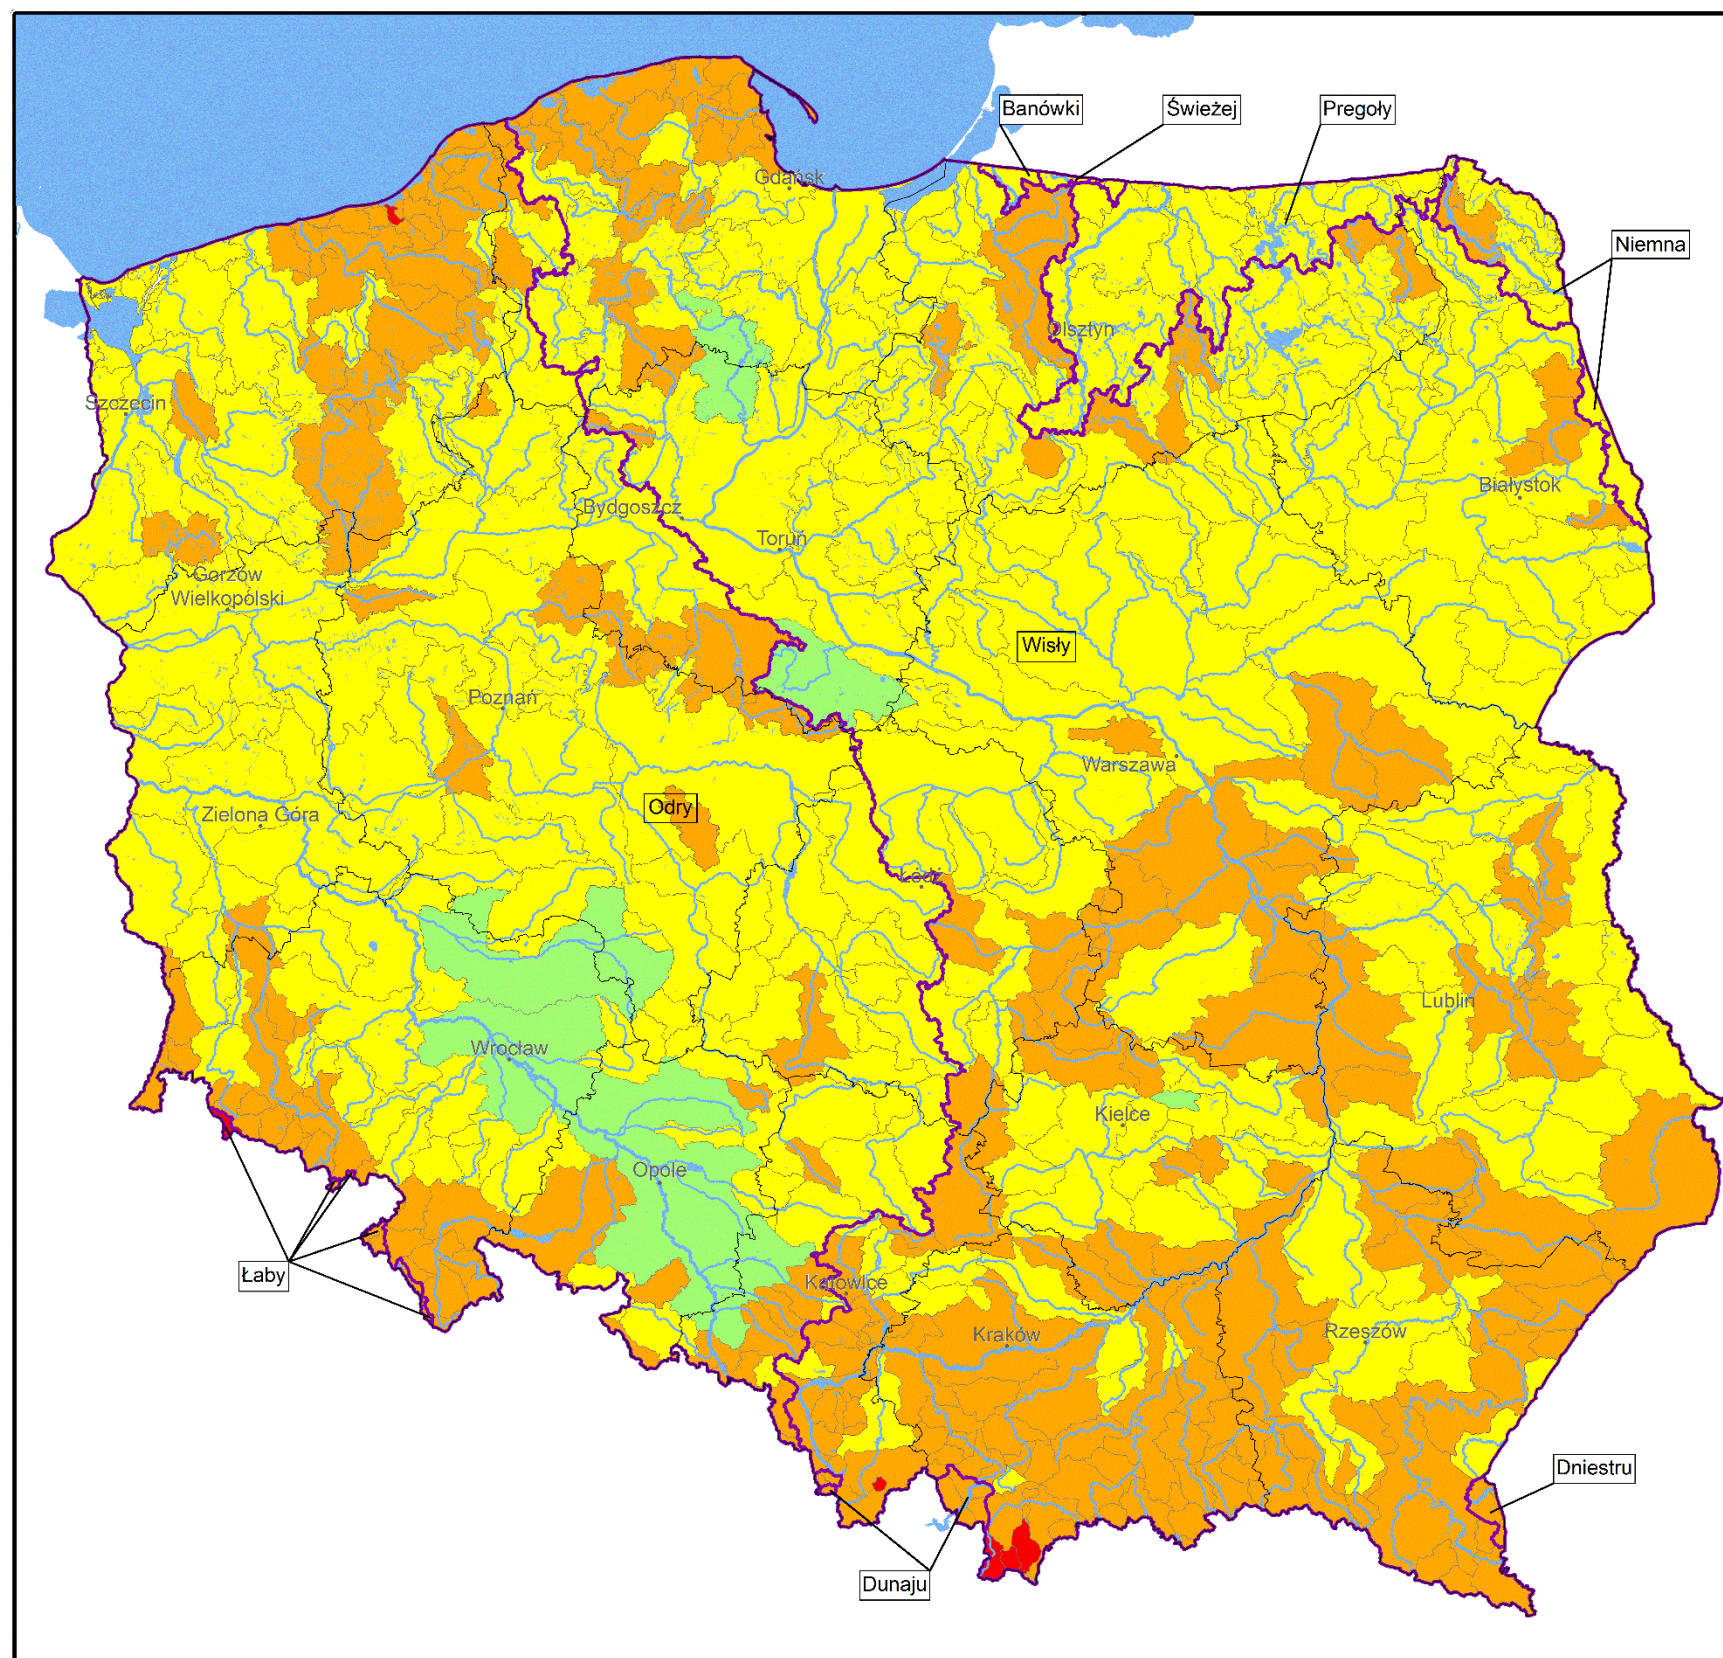 Banówki
Świeżej
Pregoły
Gdańsk
Niemna
Olsztyn
Szczecin
Białystok
Bydgoszcz
Toruń
Gorzów
Wielkopolski
Wisły
Poznań
Warszawa
Odry
Zielona Góra
Łódź
Lublin
Wrocław
Kielce
Opole
Łaby
Katowice
Kraków
Rzeszów
Dniestru
Dunaju